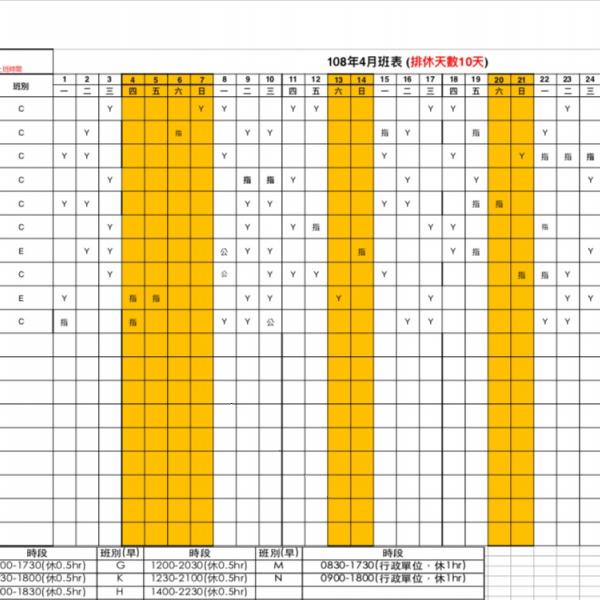 108年4月班表 (排休天數10天)
上班時間
班別 1 2 3 4 5 6 7 8 9 10 11 12 13 14 15 16 17 18 19 20 21 22 23 24
一 二 三 四 五 六 日 一 二 三 四 五 六 日 一 二 三 四 五 六 日 一 二 三
C Y Y Y Y Y Y Y Y
C Y 指 Y Y 指 Y 指 Y
C Y Y Y Y Y Y 指 指 指
C Y 指 指 Y Y Y Y
C Y Y Y Y Y Y 指 指
C Y Y Y 指 Y Y 指
E Y Y 公 Y Y 指 Y 指 Y
C Y 公 Y Y Y Y 指 指 Y
E Y 指 指 Y Y Y Y Y Y
C 指 指 Y Y 公 Y Y Y Y
時段 班別(早) 時段 班別(早) 時段
00-1730(休0.5hr) G 1200-2030(休0.5hr) M 0830-1730(行政單位，休1hr)
30-1800(休0.5hr) K 1230-2100(休0.5hr) N 0900-1800(行政單位，休1hr)
00-1830(休0.5hr) H 1400-2230(休0.5hr)